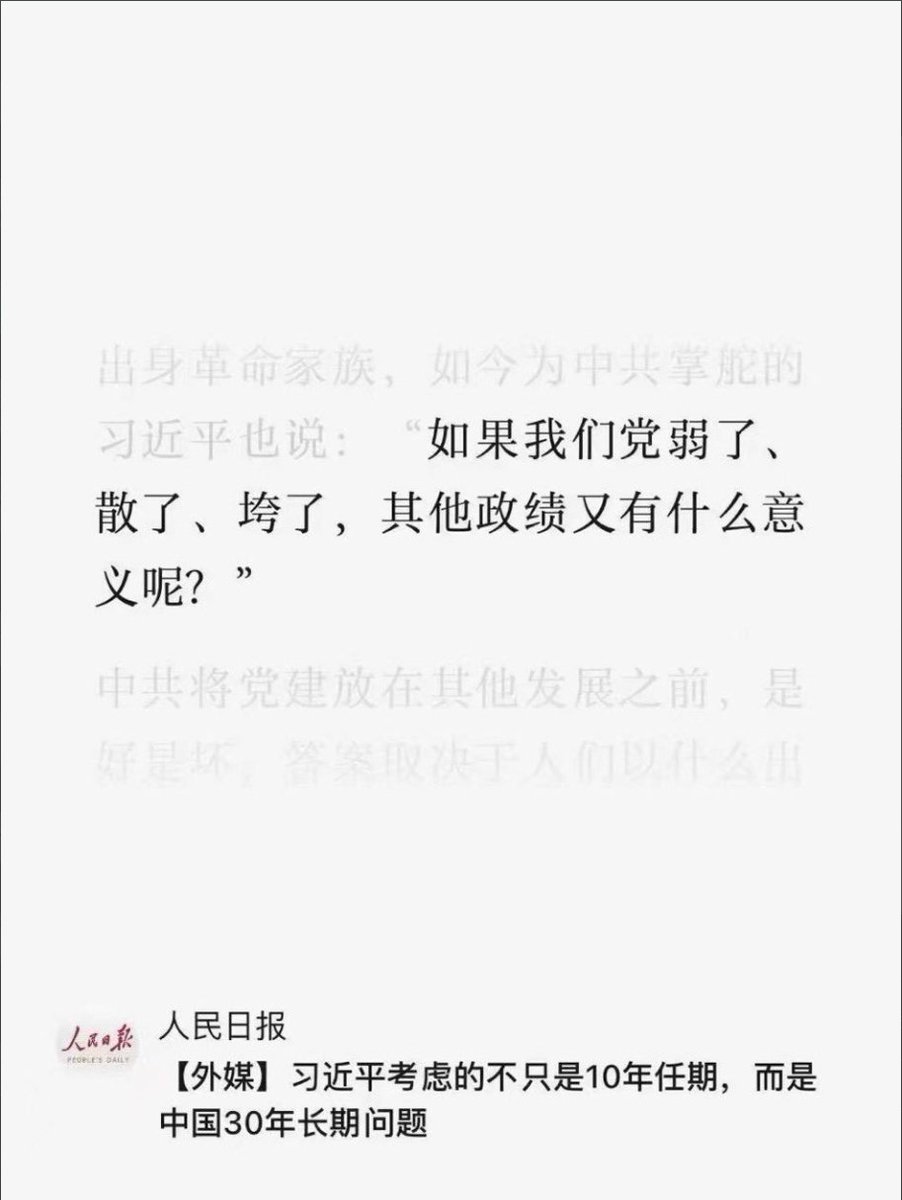 出身革命家族，如今为中共掌舵的
习近平也说：“如果我们党弱了、
散了、垮了，其他政绩又有什么意
义呢？”
中共将党建放在其他发展之前，是
好是坏，答案取决于人们以什么出
人民日报
PEOPLE'S DAILY
人民日报
【外媒】习近平考虑的不只是10年任期，而是
中国30年长期问题